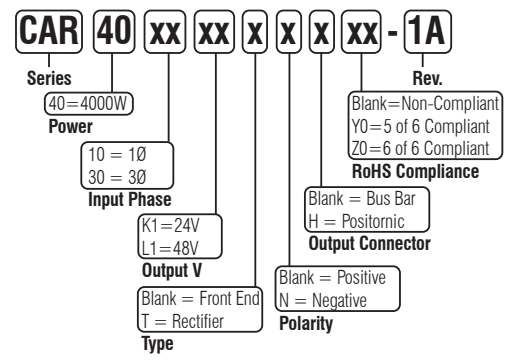 CAR 40 xx xx x x x xx - 1A
Series
Rev.
40=4000W
Power
Blank=Non-Compliant
Y0=5 of 6 Compliant
Z0=6 of 6 Compliant
RoHS Compliance
10 = 1Ø
30 = 3Ø
Input Phase
Blank = Bus Bar
H = Positornic
Output Connector
K1=24V
L1=48V
Output V
Blank = Positive
N = Negative
Polarity
Blank = Front End
T = Rectifier
Type